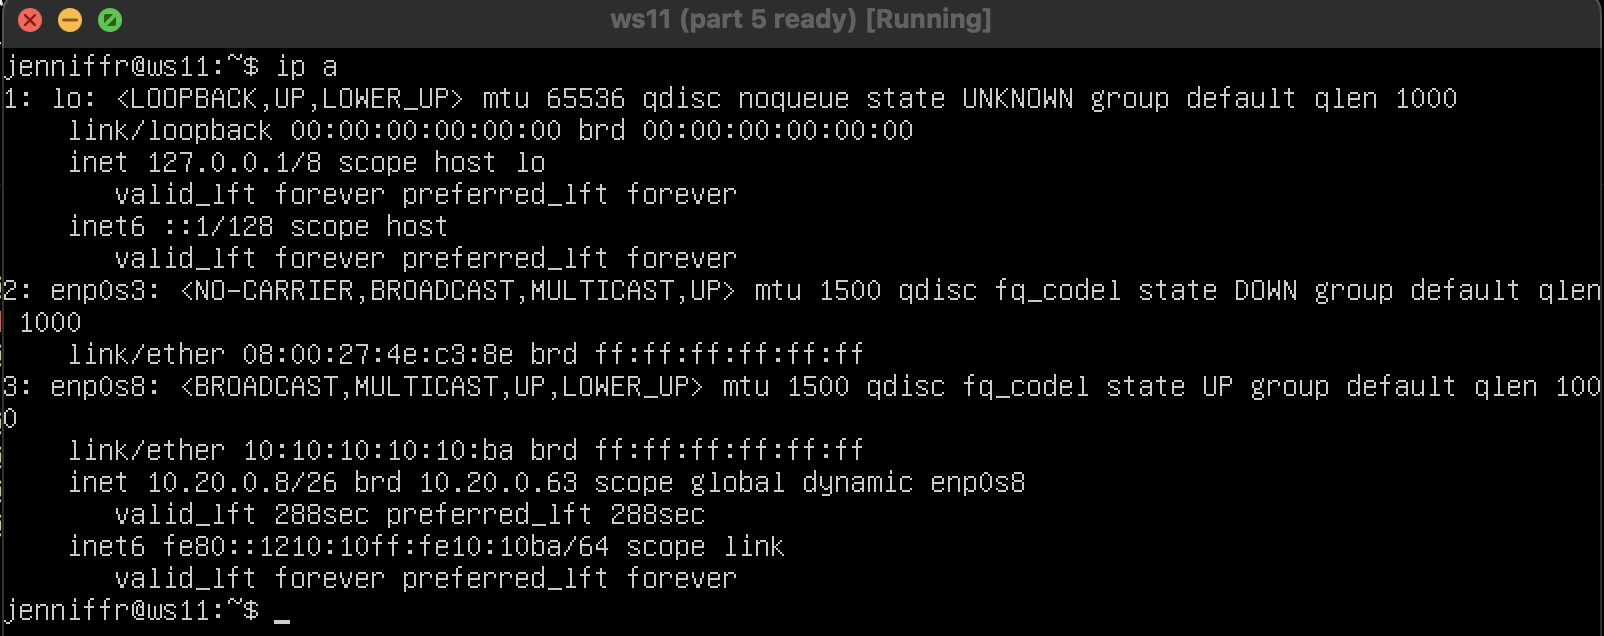 ws11 (part 5 ready) [Running]
jenniffr@ws11:~$ ip a
1: lo: <LOOPBACK,UP,LOWER_UP> mtu 65536 qdisc noqueue state UNKNOWN group default qlen 1000
    link/loopback 00:00:00:00:00:00 brd 00:00:00:00:00:00
    inet 127.0.0.1/8 scope host lo
       valid_lft forever preferred_lft forever
    inet6 ::1/128 scope host
       valid_lft forever preferred_lft forever
2: enp0s3: <NO-CARRIER,BROADCAST,MULTICAST,UP> mtu 1500 qdisc fq_codel state DOWN group default qlen
 1000
    link/ether 08:00:27:4e:c3:8e brd ff:ff:ff:ff:ff:ff
3: enp0s8: <BROADCAST,MULTICAST,UP,LOWER_UP> mtu 1500 qdisc fq_codel state UP group default qlen 100
0
    link/ether 10:10:10:10:10:ba brd ff:ff:ff:ff:ff:ff
    inet 10.20.0.8/26 brd 10.20.0.63 scope global dynamic enp0s8
       valid_lft 288sec preferred_lft 288sec
    inet6 fe80::1210:10ff:fe10:10ba/64 scope link
       valid_lft forever preferred_lft forever
jenniffr@ws11:~$ _